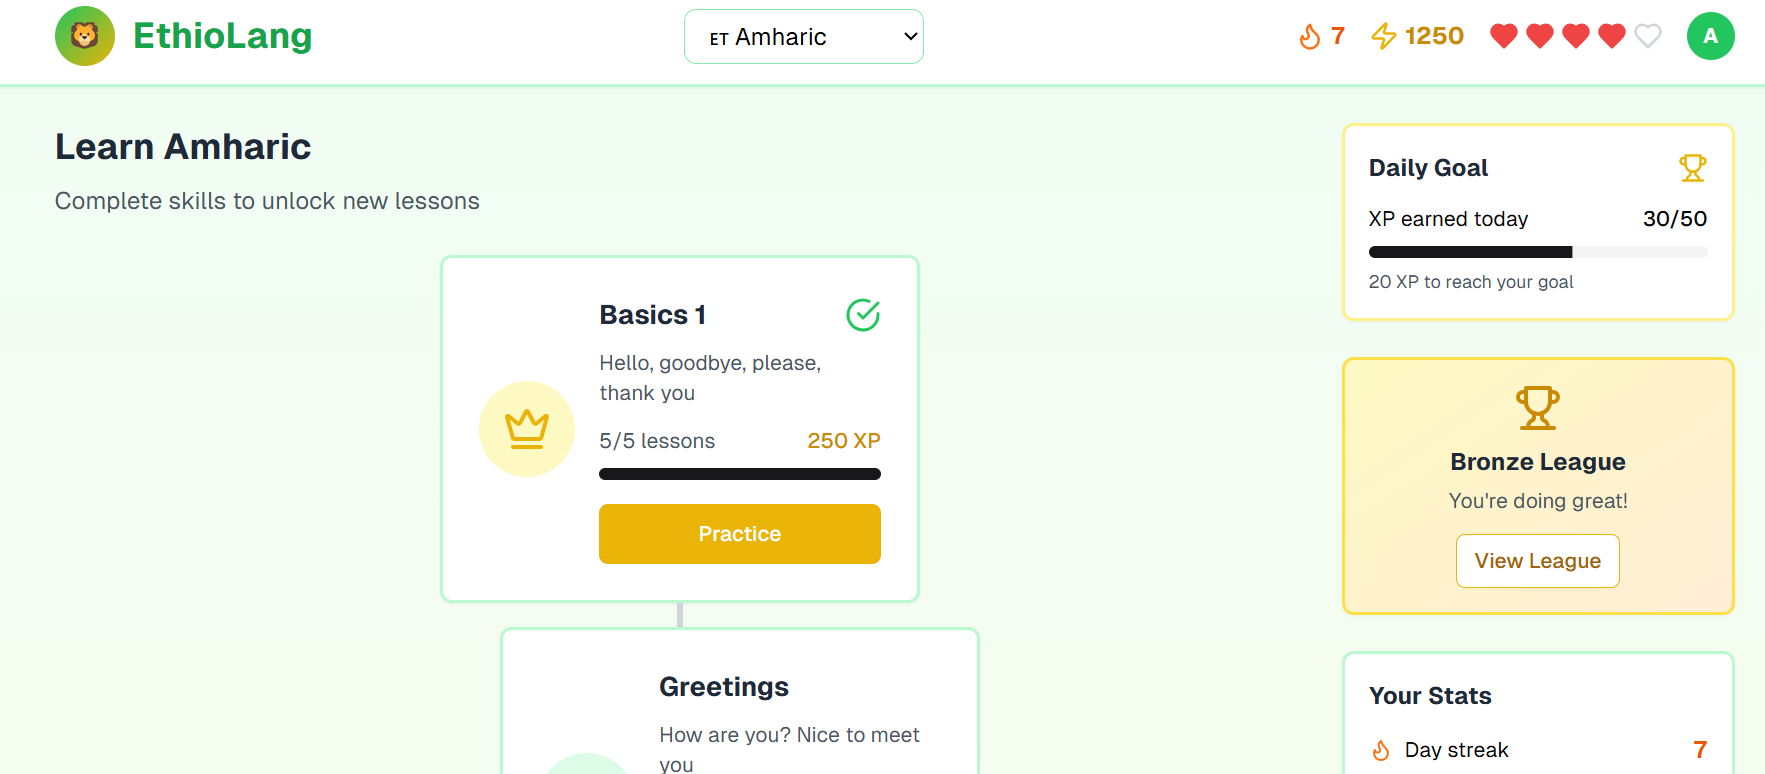 EthioLang
ET Amharic
7
1250
A
Learn Amharic
Complete skills to unlock new lessons
Basics 1
Hello, goodbye, please,
thank you
5/5 lessons 250 XP
Practice
Greetings
How are you? Nice to meet
you
Daily Goal
XP earned today 30/50
20 XP to reach your goal
Bronze League
You're doing great!
View League
Your Stats
Day streak 7